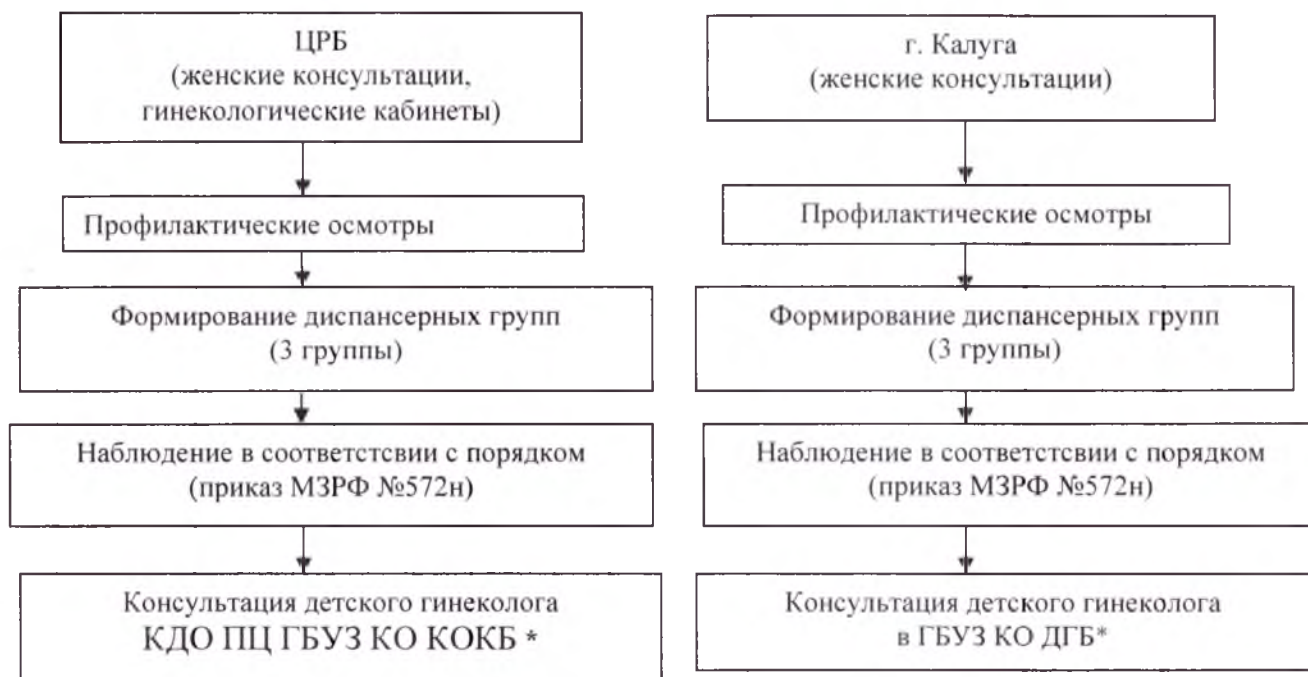 ЦРБ
(женские консультации,
гинекологические кабинеты)
Профилактические осмотры
Формирование диспансерных групп
(3 группы)
Наблюдение в соответстсвии с порядком
(приказ МЗРФ №572н)
Консультация детского гинеколога
КДО ПЦ ГБУЗ КО КОКБ *
г. Калуга
(женские консультации)
Профилактические осмотры
Формирование диспансерных групп
(3 группы)
Наблюдение в соответстсвии с порядком
(приказ МЗРФ №572н)
Консультация детского гинеколога
в ГБУЗ КО ДГБ*